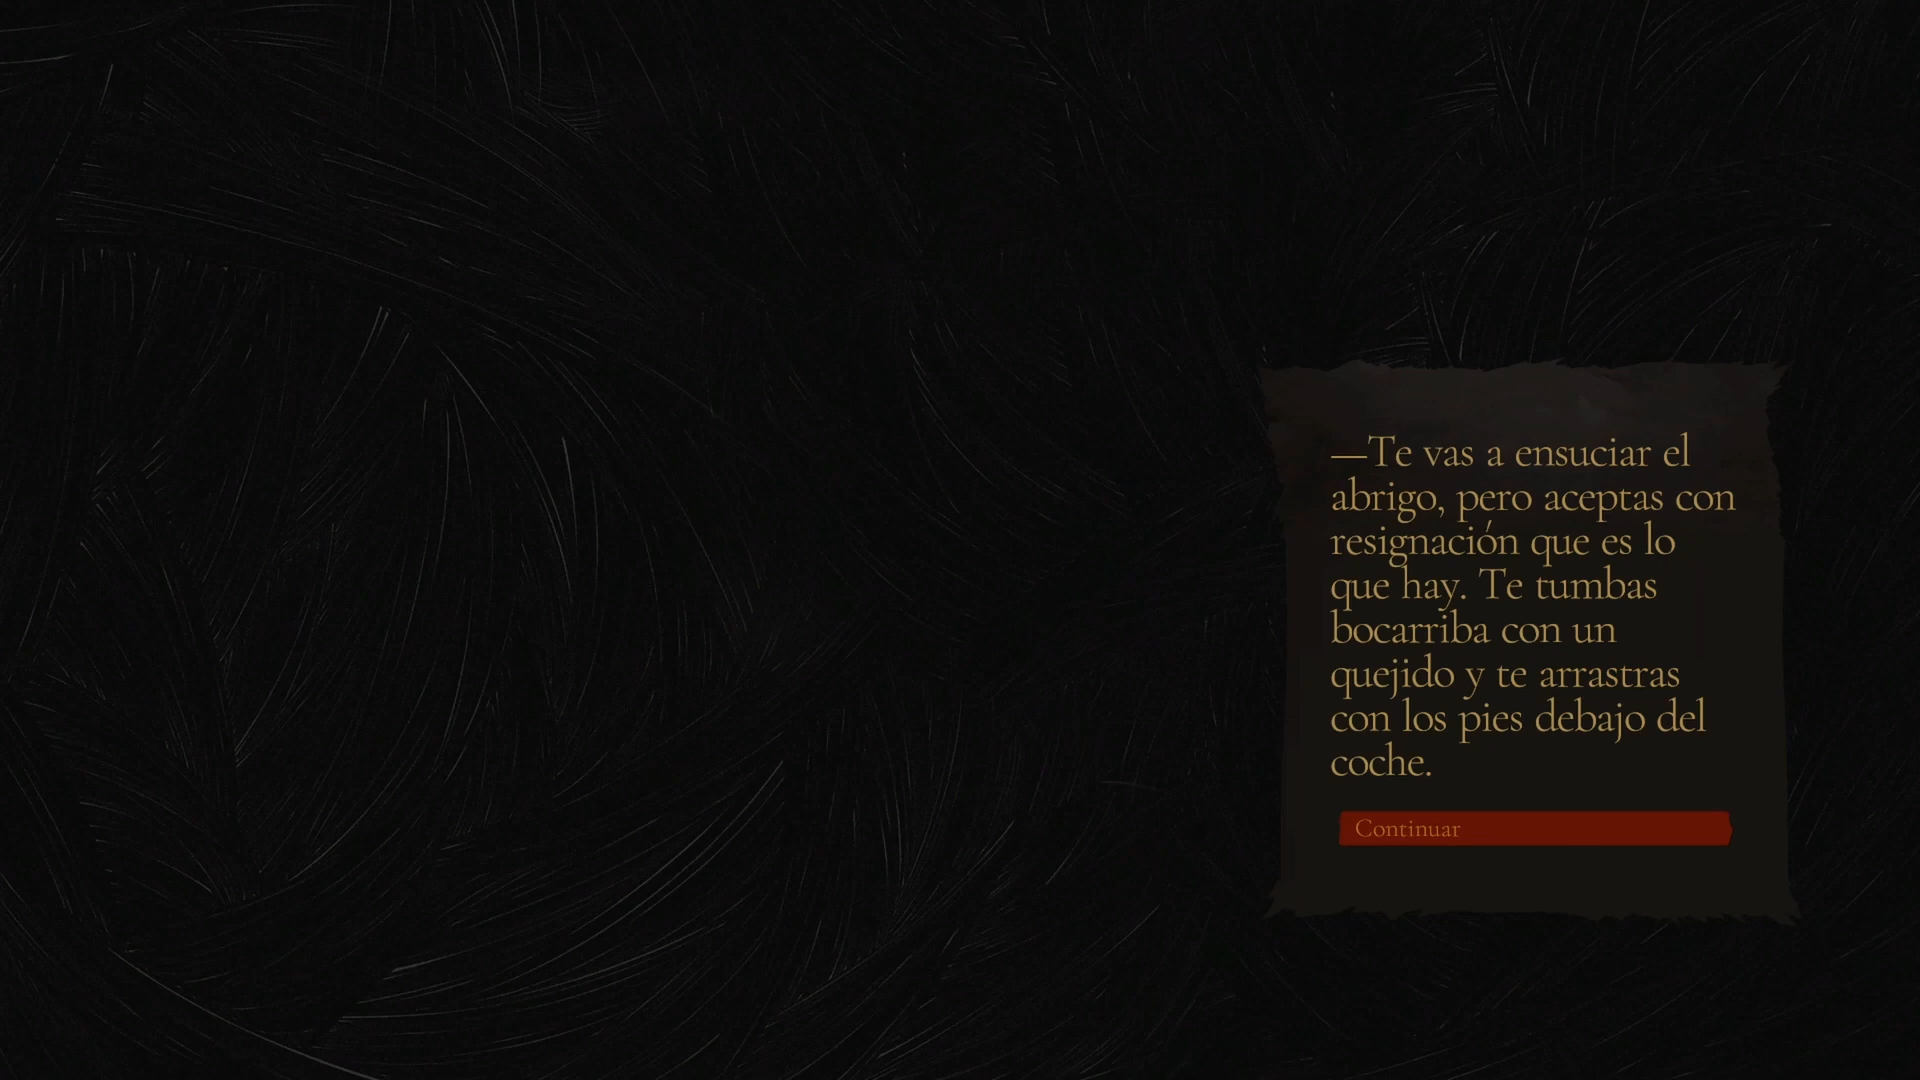 —Te vas a ensuciar el
abrigo, pero aceptas con
resignación que es lo
que hay. Te tumbas
bocarriba con un
quejido y te arrastras
con los pies debajo del
coche.
Continuar